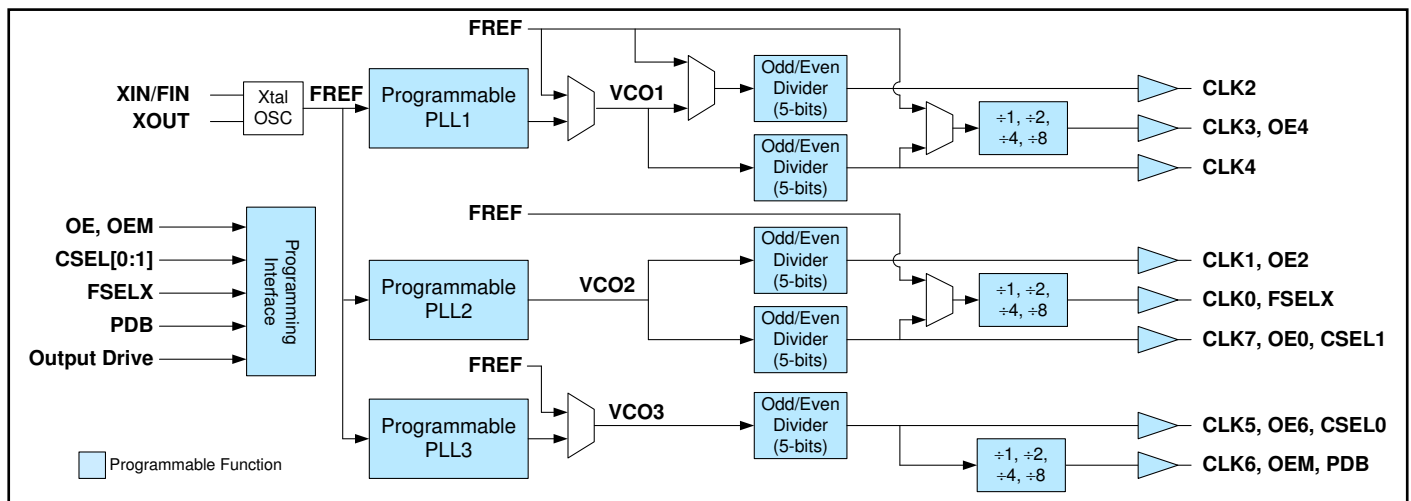 FREF
XIN/FIN
XOUT
Xtal
OSC
FREF
Programmable
PLL1
VCO1
Odd/Even
Divider
(5-bits)
CLK2
÷1, ÷2,
÷4, ÷8
CLK3, OE4
Odd/Even
Divider
(5-bits)
CLK4
OE, OEM
CSEL[0:1]
FSELX
PDB
Output Drive
Programming
Interface
FREF
Programmable
PLL2
VCO2
Odd/Even
Divider
(5-bits)
CLK1, OE2
÷1, ÷2,
÷4, ÷8
CLK0, FSELX
Odd/Even
Divider
(5-bits)
CLK7, OE0, CSEL1
FREF
Programmable
PLL3
VCO3
Odd/Even
Divider
(5-bits)
CLK5, OE6, CSEL0
÷1, ÷2,
÷4, ÷8
CLK6, OEM, PDB
Programmable Function